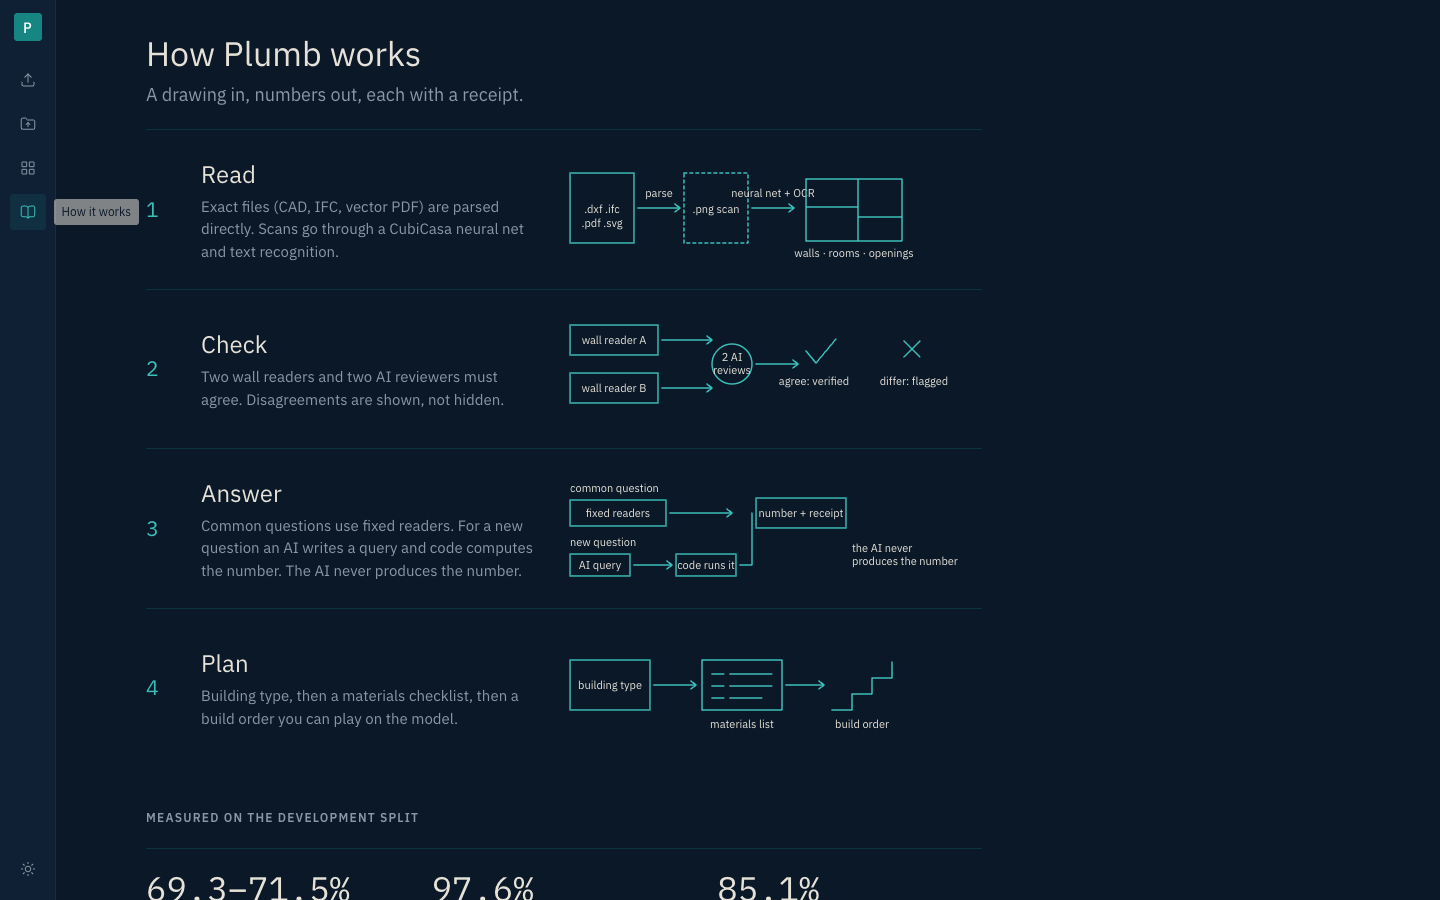 P
How Plumb works
A drawing in, numbers out, each with a receipt.
How it works
1
Read
Exact files (CAD, IFC, vector PDF) are parsed
directly. Scans go through a CubiCasa neural net
and text recognition.
.dxf .ifc
.pdf .svg
parse
.png scan
neural net + OCR
walls · rooms · openings
2
Check
Two wall readers and two AI reviewers must
agree. Disagreements are shown, not hidden.
wall reader A
wall reader B
2 AI
reviews
agree: verified
differ: flagged
3
Answer
Common questions use fixed readers. For a new
question an AI writes a query and code computes
the number. The AI never produces the number.
common question
fixed readers
number + receipt
new question
AI query
code runs it
the AI never
produces the number
4
Plan
Building type, then a materials checklist, then a
build order you can play on the model.
building type
materials list
build order
MEASURED ON THE DEVELOPMENT SPLIT
69.3–71.5%
97.6%
85.1%